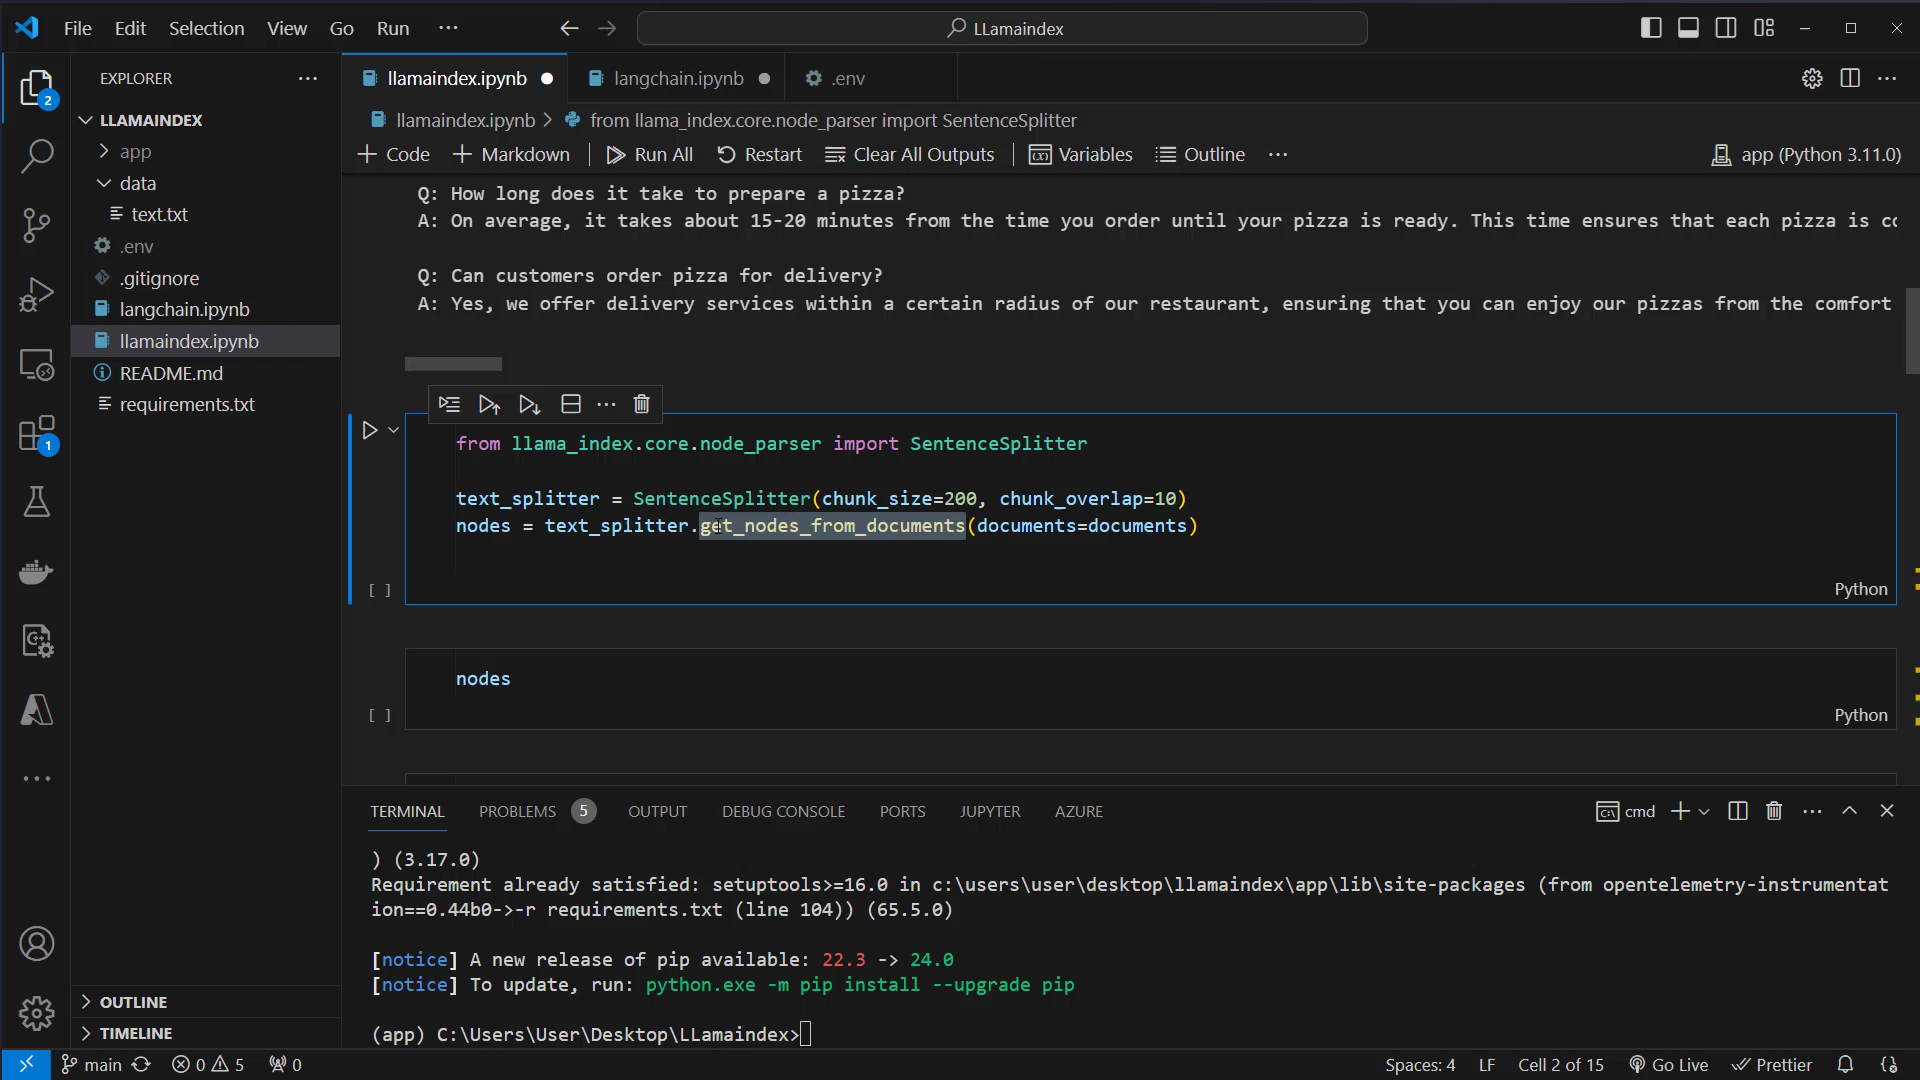 File Edit Selection View Go Run ···
LLamaindex
EXPLORER
llamaindex.ipynb
langchain.ipynb
.env
2
LLAMAINDEX
app
data
text.txt
.env
.gitignore
langchain.ipynb
llamaindex.ipynb
README.md
requirements.txt
1
llamaindex.ipynb > from llama_index.core.node_parser import SentenceSplitter
+ Code + Markdown Run All Restart Clear All Outputs Variables Outline ···
app (Python 3.11.0)
Q: How long does it take to prepare a pizza?
A: On average, it takes about 15-20 minutes from the time you order until your pizza is ready. This time ensures that each pizza is co
Q: Can customers order pizza for delivery?
A: Yes, we offer delivery services within a certain radius of our restaurant, ensuring that you can enjoy our pizzas from the comfort
from llama_index.core.node_parser import SentenceSplitter
text_splitter = SentenceSplitter(chunk_size=200, chunk_overlap=10)
nodes = text_splitter.get_nodes_from_documents(documents=documents)
[ ]
Python
nodes
[ ]
Python
TERMINAL PROBLEMS 5 OUTPUT DEBUG CONSOLE PORTS JUPYTER AZURE
cmd
) (3.17.0)
Requirement already satisfied: setuptools>=16.0 in c:\users\user\desktop\llamaindex\app\lib\site-packages (from opentelemetry-instrumentat
ion==0.44b0->-r requirements.txt (line 104)) (65.5.0)
[notice] A new release of pip available: 22.3 -> 24.0
[notice] To update, run: python.exe -m pip install --upgrade pip
(app) C:\Users\User\Desktop\LLamaindex>
OUTLINE
TIMELINE
main 0 5 0
Spaces: 4 LF Cell 2 of 15 Go Live Prettier